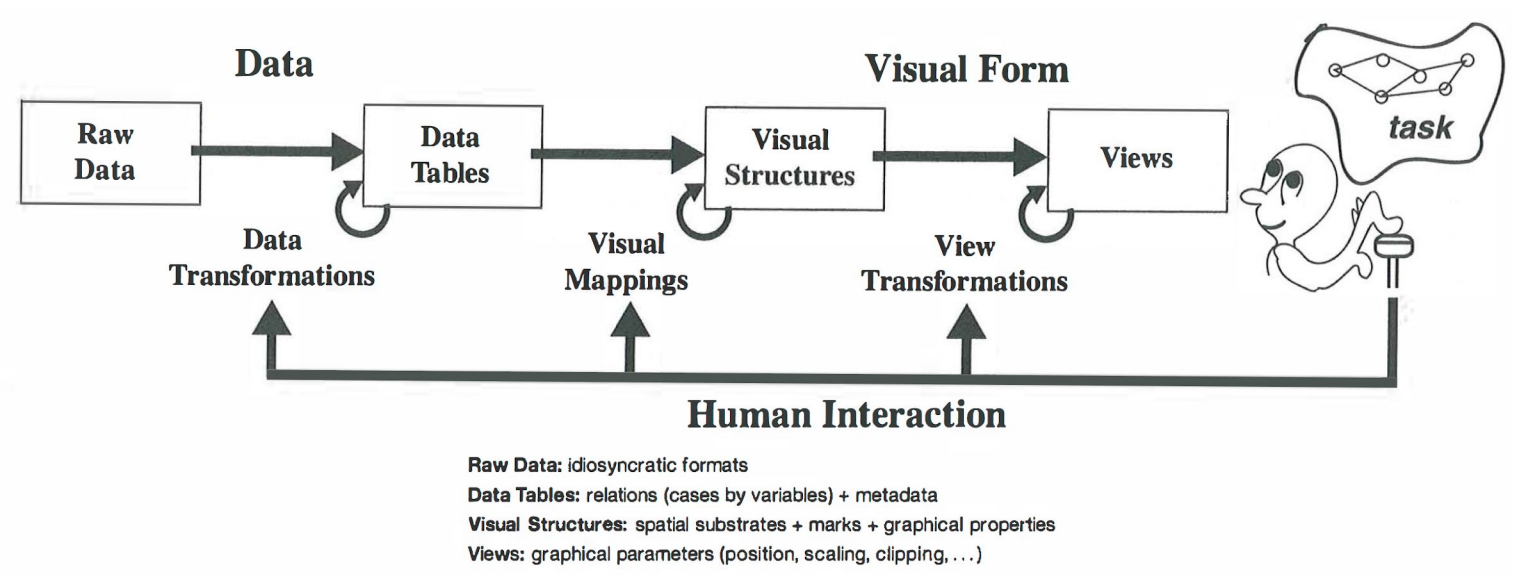 Data
Visual Form
Raw
Data
Data
Tables
Visual
Structures
Views
task
Data
Transformations
Visual
Mappings
View
Transformations
Human Interaction
Raw Data: idiosyncratic formats
Data Tables: relations (cases by variables) + metadata
Visual Structures: spatial substrates + marks + graphical properties
Views: graphical parameters (position, scaling, clipping, . . . )